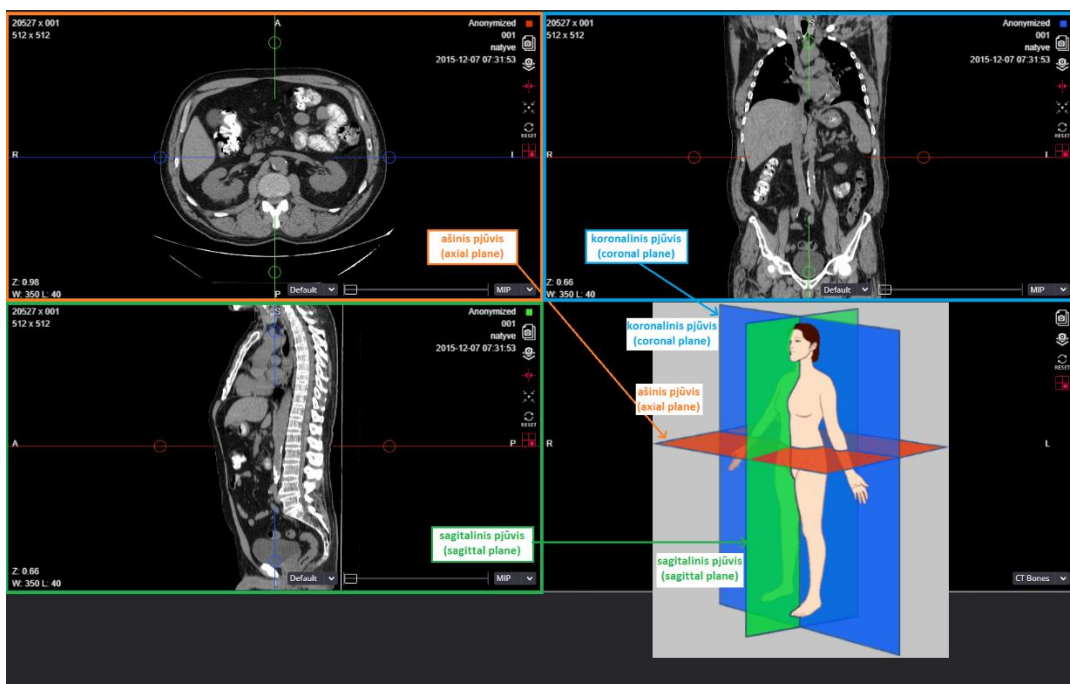 20527 x 001
512 x 512
A
Anonymized
001
natyve
2015-12-07 07:31:53
RESET
R
L
ašinis pjūvis
(axial plane)
Z: 0.98
W: 350 L: 40
P
Default
MIP
20527 x 001
512 x 512
S
Anonymized
001
natyve
2015-12-07 07:31:53
RESET
R
L
koronalinis pjūvis
(coronal plane)
Z: 0.66
W: 350 L: 40
Default
MIP
20527 x 001
512 x 512
S
Anonymized
001
natyve
2015-12-07 07:31:53
RESET
A
P
sagitalinis pjūvis
(sagittal plane)
Z: 0.66
W: 350 L: 40
Default
MIP
koronalinis pjūvis
(coronal plane)
RESET
ašinis pjūvis
(axial plane)
R
L
sagitalinis pjūvis
(sagittal plane)
CT Bones